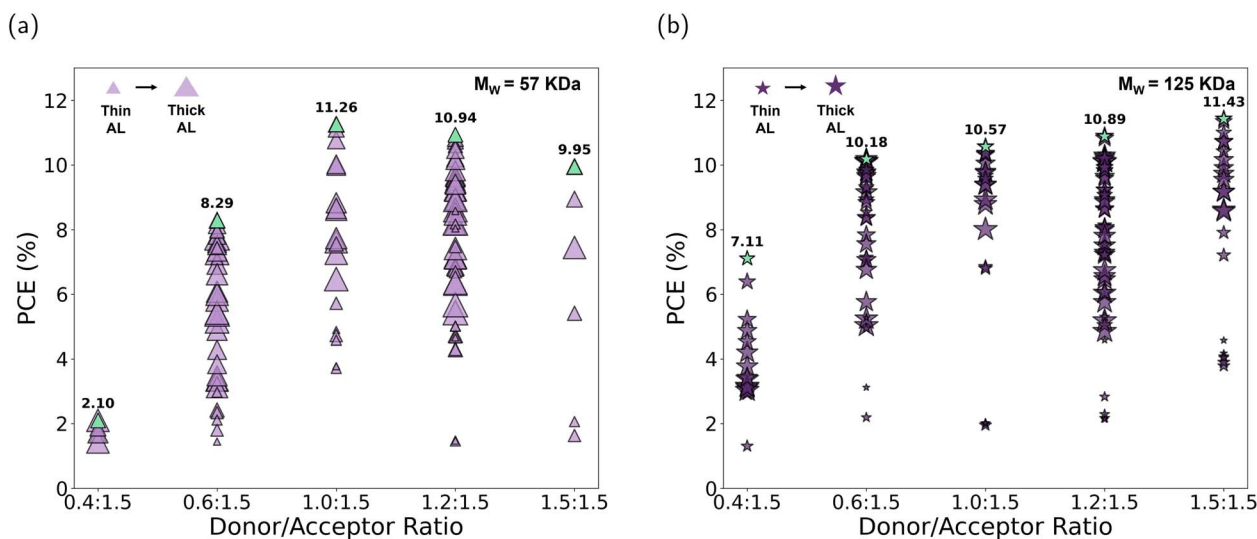 (a)
Thin
AL
Thick
AL
M_W = 57 KDa
PCE (%)
12
10
8
6
4
2
0
2.10
8.29
11.26
10.94
9.95
0.4:1.5
0.6:1.5
1.0:1.5
1.2:1.5
1.5:1.5
Donor/Acceptor Ratio
(b)
Thin
AL
Thick
AL
M_W = 125 KDa
PCE (%)
12
10
8
6
4
2
0
7.11
10.18
10.57
10.89
11.43
0.4:1.5
0.6:1.5
1.0:1.5
1.2:1.5
1.5:1.5
Donor/Acceptor Ratio